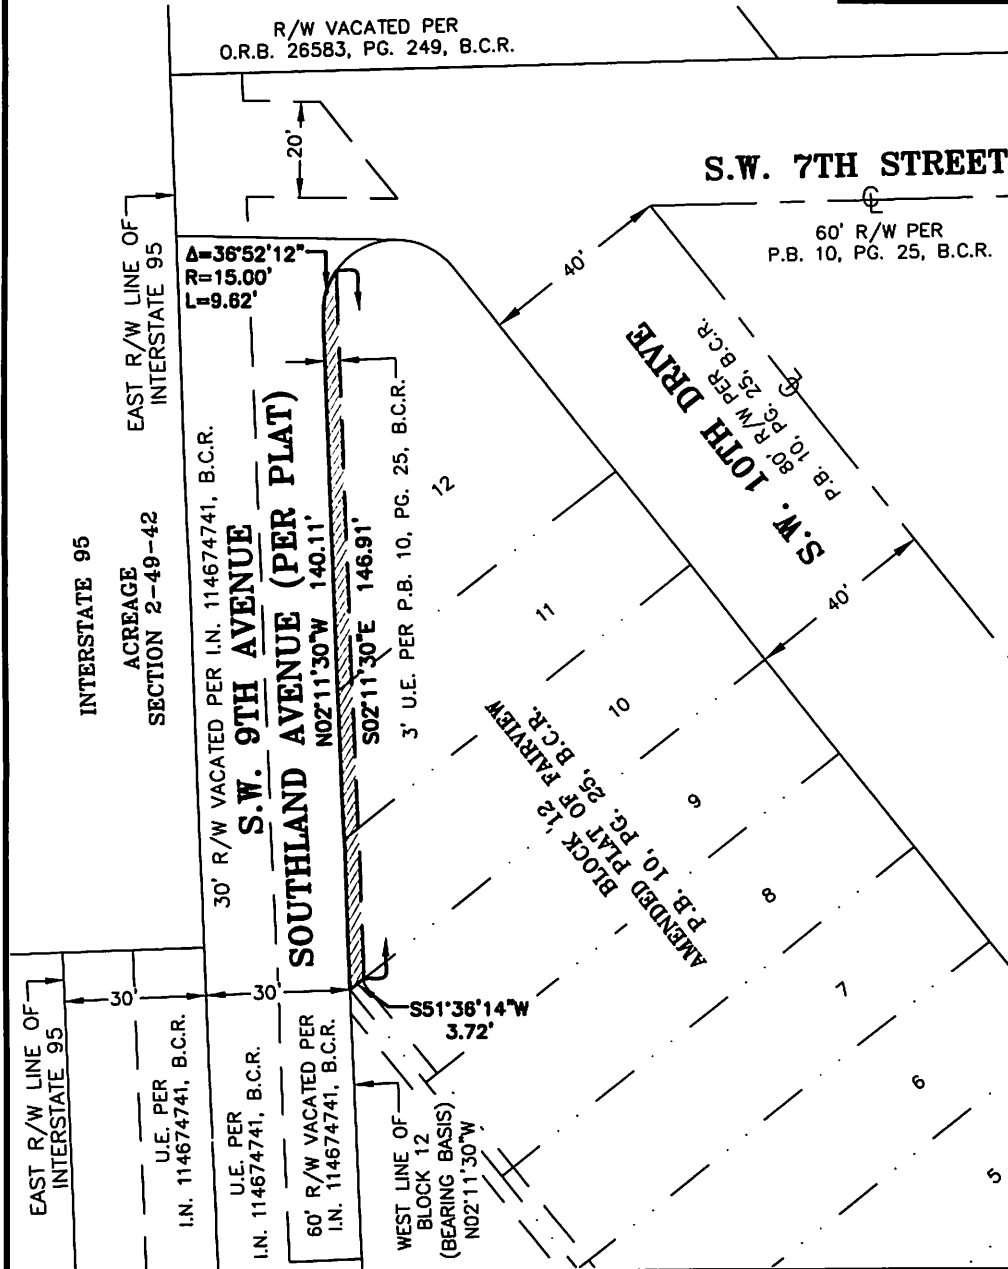 R/W VACATED PER
O.R.B. 26583, PG. 249, B.C.R.
20'
S.W. 7TH STREET
60' R/W PER
P.B. 10, PG. 25, B.C.R.
EAST R/W LINE OF
INTERSTATE 95
Δ=36°52'12"
R=15.00'
L=9.62'
40'
S.W. 10TH DRIVE
80' R/W PER
P.B. 10, PG. 25, B.C.R.
40'
INTERSTATE 95
ACREAGE
SECTION 2-49-42
30' R/W VACATED PER I.N. 114674741, B.C.R.
S.W. 9TH AVENUE
SOUTHLAND AVENUE (PER PLAT)
N02°11'30"W 140.11'
S02°11'30"E 146.91'
3' U.E. PER P.B. 10, PG. 25, B.C.R.
12
11
10
9
8
7
6
5
BLOCK 12
AMENDED PLAT OF FAIRVIEW
P.B. 10, PG. 25, B.C.R.
30'
30'
S51°36'14"W
3.72'
EAST R/W LINE OF
INTERSTATE 95
U.E. PER
I.N. 114674741, B.C.R.
U.E. PER
I.N. 114674741, B.C.R.
60' R/W VACATED PER
I.N. 114674741, B.C.R.
WEST LINE OF
BLOCK 12
(BEARING BASIS)
N02°11'30"W